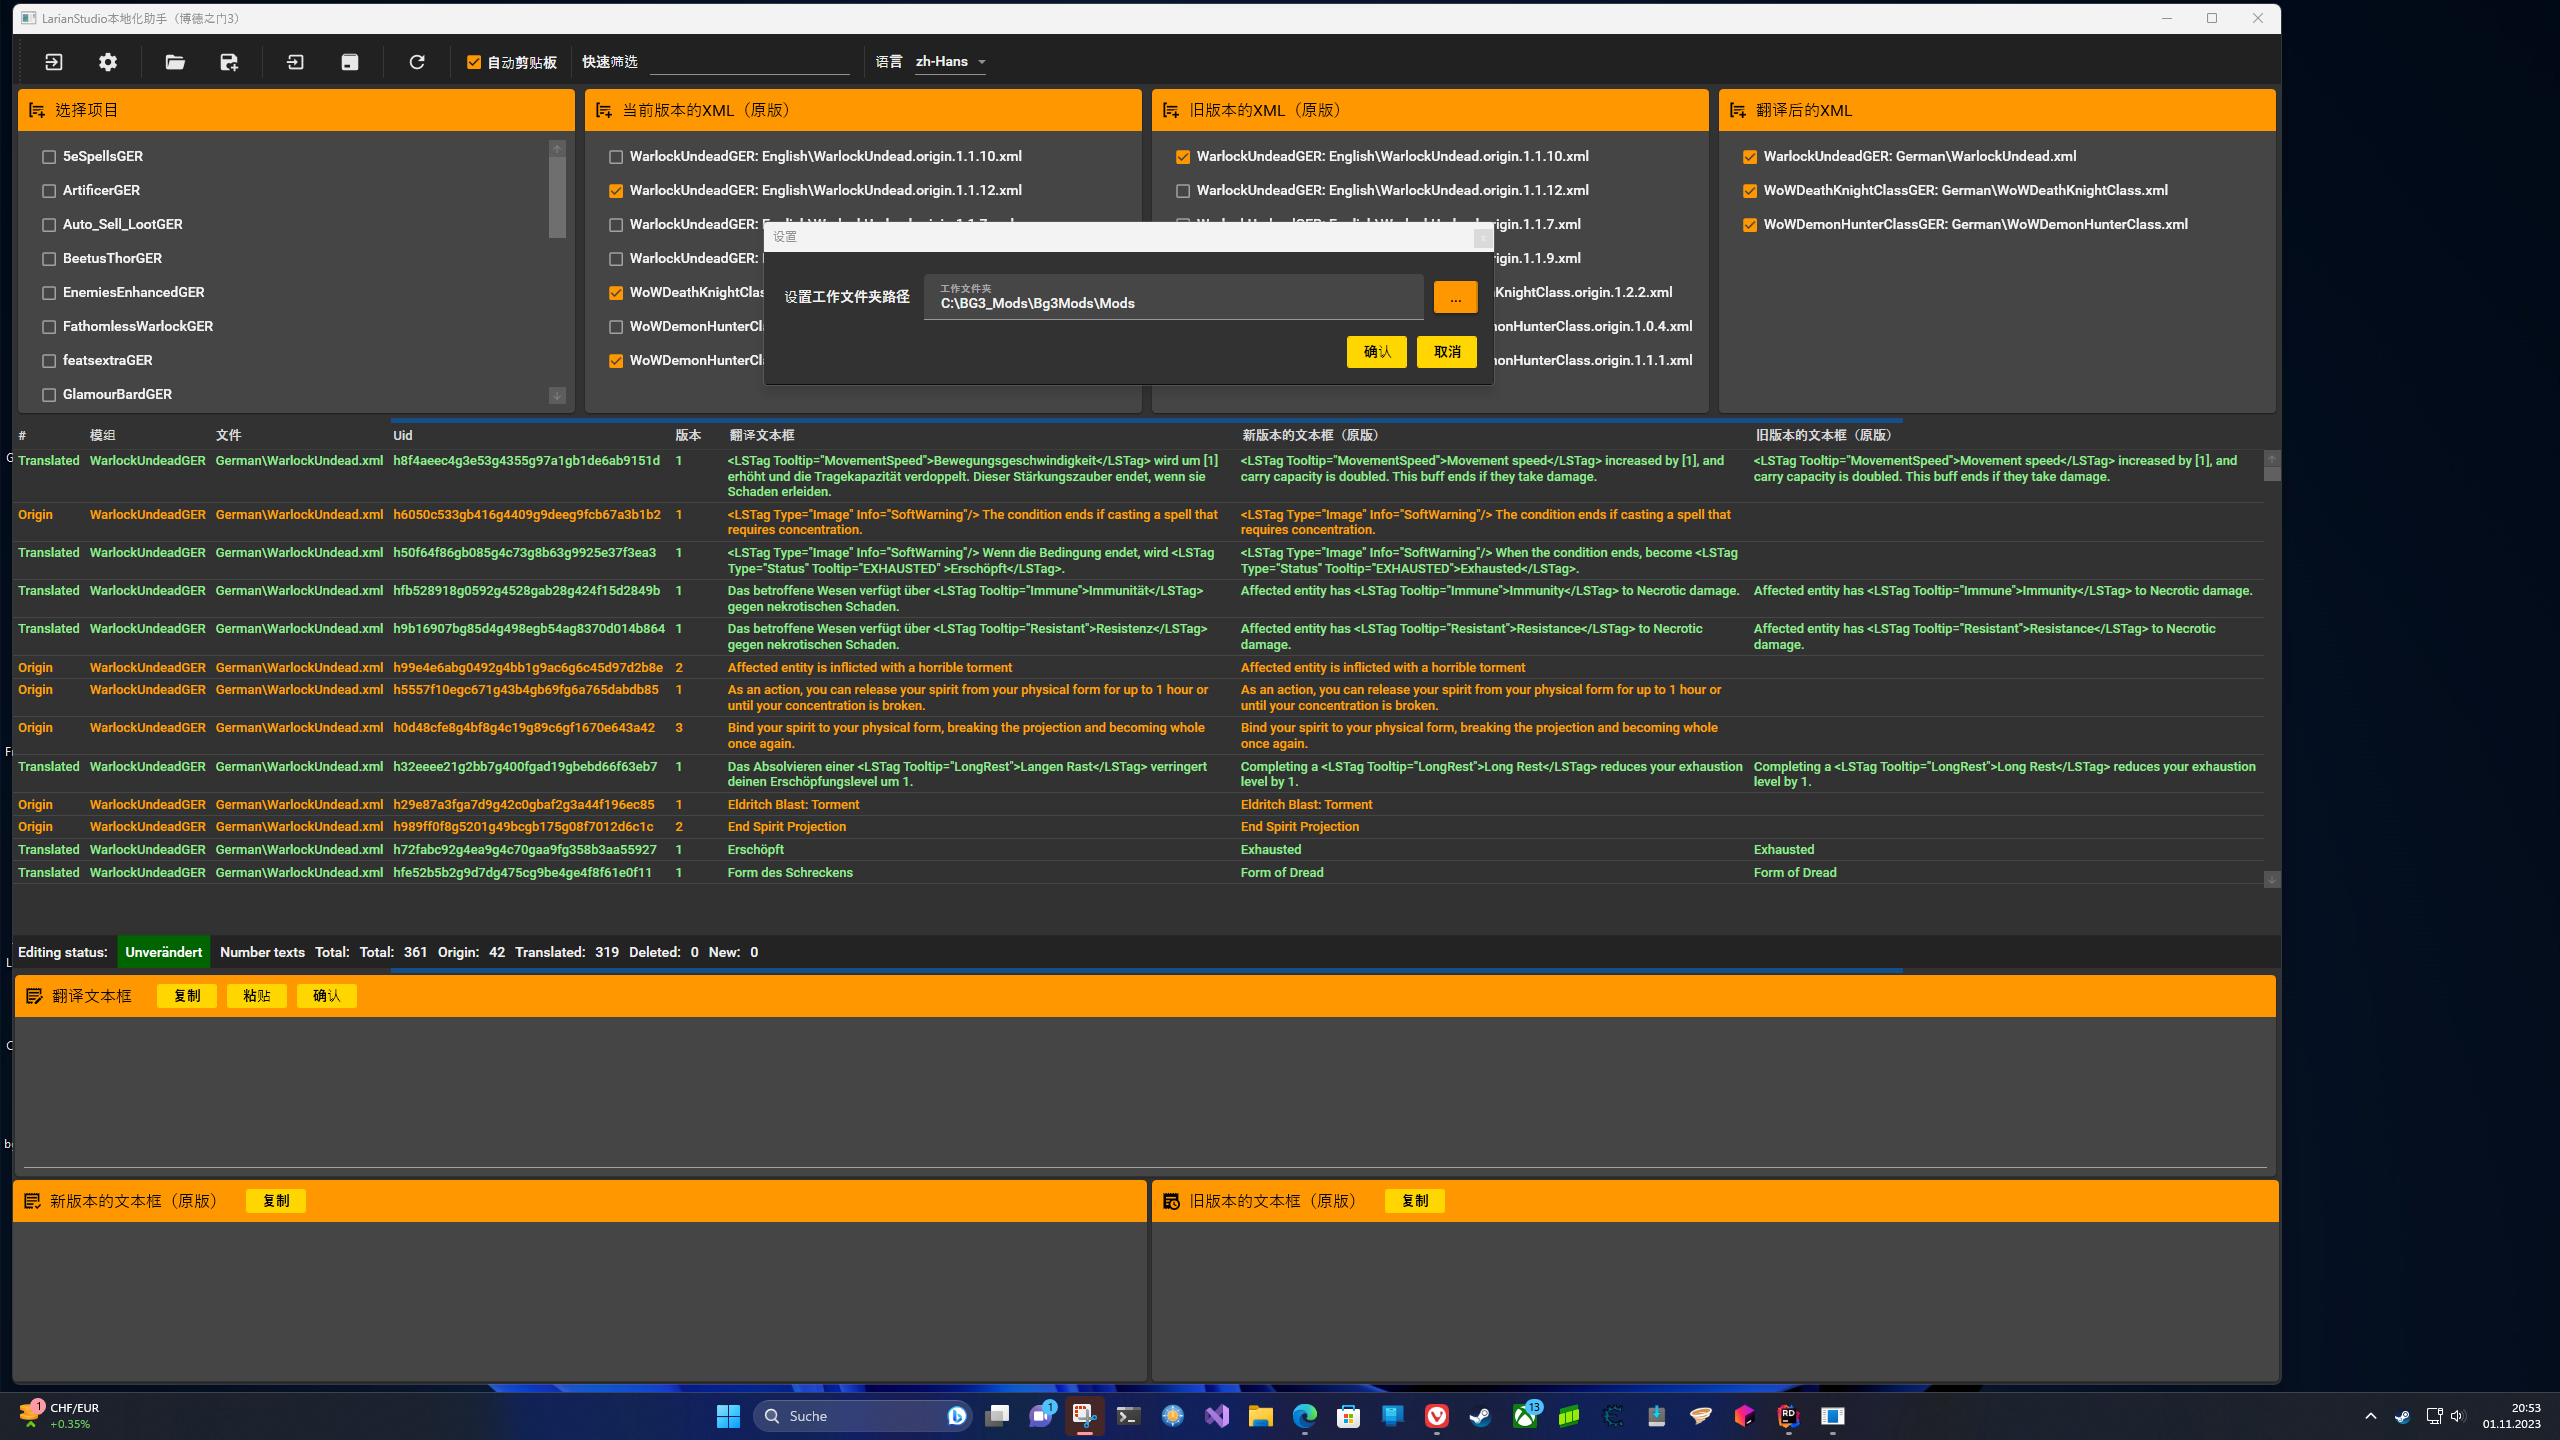 LarianStudio本地化助手（博德之门3）
自动剪贴板 快速筛选 语言 zh-Hans
选择项目
5eSpellsGER
ArtificerGER
Auto_Sell_LootGER
BeetusThorGER
EnemiesEnhancedGER
FathomlessWarlockGER
featsextraGER
GlamourBardGER
当前版本的XML（原版）
WarlockUndeadGER: English\WarlockUndead.origin.1.1.10.xml
WarlockUndeadGER: English\WarlockUndead.origin.1.1.12.xml
WarlockUndeadGER:
WarlockUndeadGER:
WoWDeathKnightClas
WoWDemonHunterCl
WoWDemonHunterCl
旧版本的XML（原版）
WarlockUndeadGER: English\WarlockUndead.origin.1.1.10.xml
WarlockUndeadGER: English\WarlockUndead.origin.1.1.12.xml
igin.1.1.7.xml
igin.1.1.9.xml
KnightClass.origin.1.2.2.xml
nonHunterClass.origin.1.0.4.xml
nonHunterClass.origin.1.1.1.xml
翻译后的XML
WarlockUndeadGER: German\WarlockUndead.xml
WoWDeathKnightClassGER: German\WoWDeathKnightClass.xml
WoWDemonHunterClassGER: German\WoWDemonHunterClass.xml
设置
设置工作文件夹路径
工作文件夹
C:\BG3_Mods\Bg3Mods\Mods
...
确认 取消
# 模组 文件 Uid 版本 翻译文本框 新版本的文本框（原版） 旧版本的文本框（原版）
Translated WarlockUndeadGER German\WarlockUndead.xml h8f4aeec4g3e53g4355g97a1gb1de6ab9151d 1 <LSTag Tooltip="MovementSpeed">Bewegungsgeschwindigkeit</LSTag> wird um [1] <LSTag Tooltip="MovementSpeed">Movement speed</LSTag> increased by [1], and <LSTag Tooltip="MovementSpeed">Movement speed</LSTag> increased by [1], and
erhöht und die Tragekapazität verdoppelt. Dieser Stärkungszauber endet, wenn sie carry capacity is doubled. This buff ends if they take damage. carry capacity is doubled. This buff ends if they take damage.
Schaden erleiden.
Origin WarlockUndeadGER German\WarlockUndead.xml h6050c533gb416g4409g9deeg9fcb67a3b1b2 1 <LSTag Type="Image" Info="SoftWarning"/> The condition ends if casting a spell that <LSTag Type="Image" Info="SoftWarning"/> The condition ends if casting a spell that
requires concentration. requires concentration.
Translated WarlockUndeadGER German\WarlockUndead.xml h50f64f86gb085g4c73g8b63g9925e37f3ea3 1 <LSTag Type="Image" Info="SoftWarning"/> Wenn die Bedingung endet, wird <LSTag <LSTag Type="Image" Info="SoftWarning"/> When the condition ends, become <LSTag
Type="Status" Tooltip="EXHAUSTED" >Erschöpft</LSTag>. Type="Status" Tooltip="EXHAUSTED">Exhausted</LSTag>.
Translated WarlockUndeadGER German\WarlockUndead.xml hfb528918g0592g4528gab28g424f15d2849b 1 Das betroffene Wesen verfügt über <LSTag Tooltip="Immune">Immunität</LSTag> Affected entity has <LSTag Tooltip="Immune">Immunity</LSTag> to Necrotic damage. Affected entity has <LSTag Tooltip="Immune">Immunity</LSTag> to Necrotic damage.
gegen nekrotischen Schaden.
Translated WarlockUndeadGER German\WarlockUndead.xml h9b16907bg85d4g498egb54ag8370d014b864 1 Das betroffene Wesen verfügt über <LSTag Tooltip="Resistant">Resistenz</LSTag> Affected entity has <LSTag Tooltip="Resistant">Resistance</LSTag> to Necrotic Affected entity has <LSTag Tooltip="Resistant">Resistance</LSTag> to Necrotic
gegen nekrotischen Schaden. damage. damage.
Origin WarlockUndeadGER German\WarlockUndead.xml h99e4e6abg0492g4bb1g9ac6g6c45d97d2b8e 2 Affected entity is inflicted with a horrible torment Affected entity is inflicted with a horrible torment
Origin WarlockUndeadGER German\WarlockUndead.xml h5557f10egc671g43b4gb69fg6a765dabdb85 1 As an action, you can release your spirit from your physical form for up to 1 hour or As an action, you can release your spirit from your physical form for up to 1 hour or
until your concentration is broken. until your concentration is broken.
Origin WarlockUndeadGER German\WarlockUndead.xml h0d48cfe8g4bf8g4c19g89c6gf1670e643a42 3 Bind your spirit to your physical form, breaking the projection and becoming whole Bind your spirit to your physical form, breaking the projection and becoming whole
once again. once again.
Translated WarlockUndeadGER German\WarlockUndead.xml h32eeee21g2bb7g400fgad19gbebd66f63eb7 1 Das Absolvieren einer <LSTag Tooltip="LongRest">Langen Rast</LSTag> verringert Completing a <LSTag Tooltip="LongRest">Long Rest</LSTag> reduces your exhaustion Completing a <LSTag Tooltip="LongRest">Long Rest</LSTag> reduces your exhaustion
deinen Erschöpfungslevel um 1. level by 1. level by 1.
Origin WarlockUndeadGER German\WarlockUndead.xml h29e87a3fga7d9g42c0gbaf2g3a44f196ec85 1 Eldritch Blast: Torment Eldritch Blast: Torment
Origin WarlockUndeadGER German\WarlockUndead.xml h989ff0f8g5201g49bcgb175g08f7012d6c1c 2 End Spirit Projection End Spirit Projection
Translated WarlockUndeadGER German\WarlockUndead.xml h72fabc92g4ea9g4c70gaa9fg358b3aa55927 1 Erschöpft Exhausted Exhausted
Translated WarlockUndeadGER German\WarlockUndead.xml hfe52b5b2g9d7dg475cg9be4ge4f8f61e0f11 1 Form des Schreckens Form of Dread Form of Dread
Editing status: Unverändert Number texts Total: Total: 361 Origin: 42 Translated: 319 Deleted: 0 New: 0
翻译文本框 复制 粘贴 确认
新版本的文本框（原版） 复制
旧版本的文本框（原版） 复制
1 CHF/EUR
+0.35%
Suche
1
13
20:53
01.11.2023